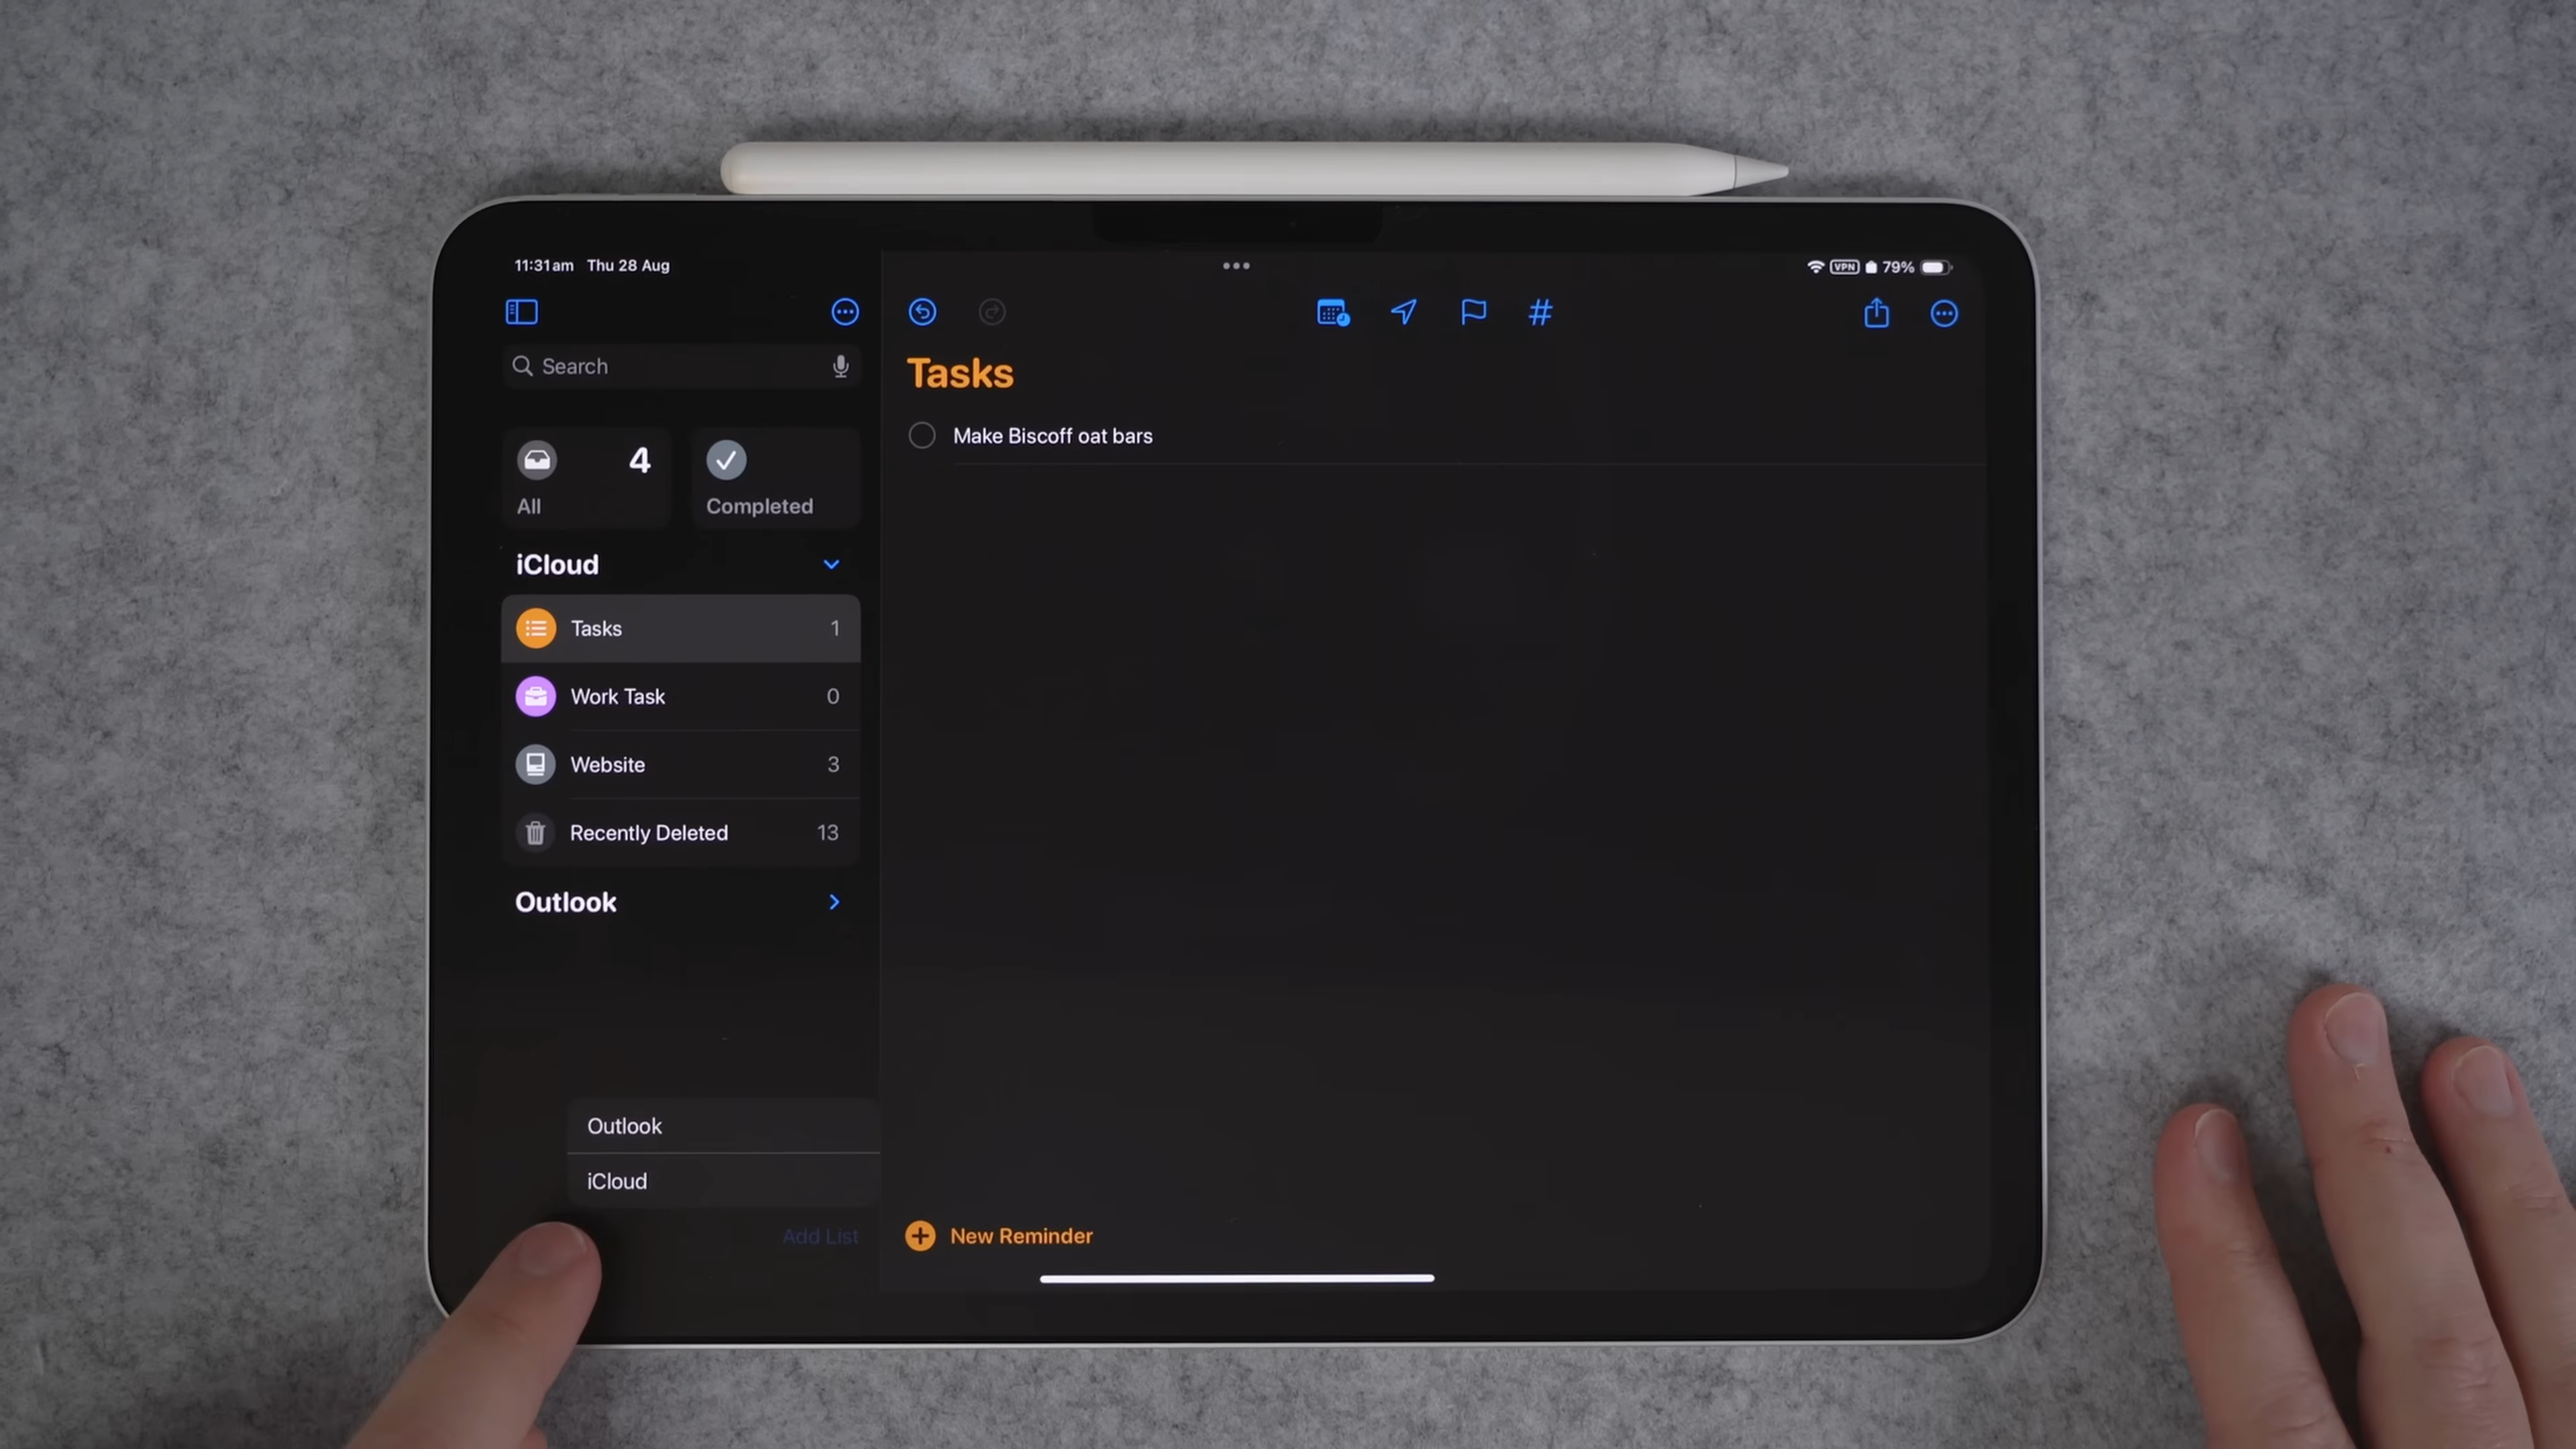 11:31am Thu 28 Aug
VPN 79%
Search
4
All
Completed
iCloud
Tasks 1
Work Task 0
Website 3
Recently Deleted 13
Outlook
Outlook
iCloud
Add List
Tasks
Make Biscoff oat bars
New Reminder